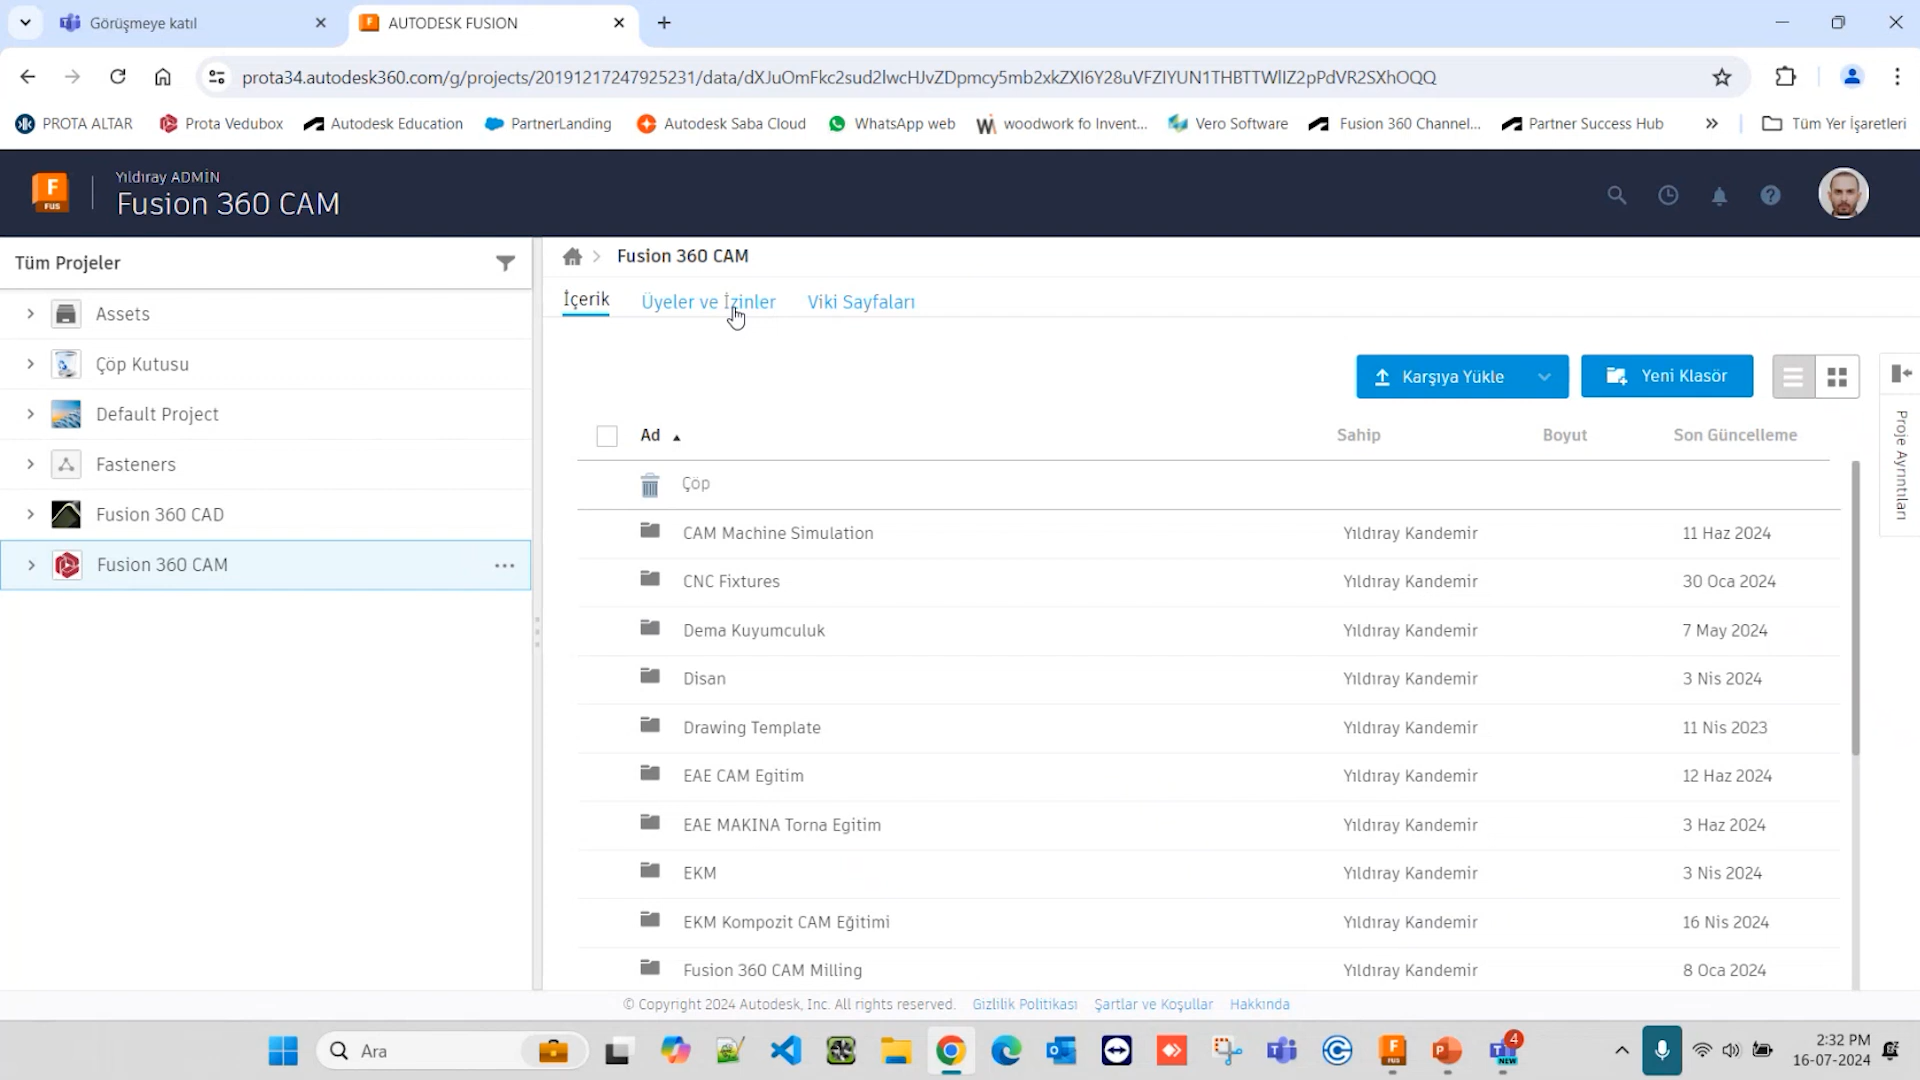 Görüşmeye katıl
AUTODESK FUSION
prota34.autodesk360.com/g/projects/20191217247925231/data/dXJuOmFkc2sud2lwcHJvZDpmcy5mb2xkZXI6Y28uVFZIYUN1THBTTWlIZ2pPdVR2SXhOQQ
PROTA ALTAR
Prota Vedubox
Autodesk Education
PartnerLanding
Autodesk Saba Cloud
WhatsApp web
woodwork fo Invent...
Vero Software
Fusion 360 Channel...
Partner Success Hub
Tüm Yer İşaretleri
F
FUS
Yıldıray ADMİN
Fusion 360 CAM
Tüm Projeler
Assets
Çöp Kutusu
Default Project
Fasteners
Fusion 360 CAD
Fusion 360 CAM
Fusion 360 CAM
İçerik Üyeler ve İzinler Viki Sayfaları
Karşıya Yükle Yeni Klasör
Proje Ayrıntıları
Ad Sahip Boyut Son Güncelleme
Çöp
CAM Machine Simulation Yıldıray Kandemir 11 Haz 2024
CNC Fixtures Yıldıray Kandemir 30 Oca 2024
Dema Kuyumculuk Yıldıray Kandemir 7 May 2024
Disan Yıldıray Kandemir 3 Nis 2024
Drawing Template Yıldıray Kandemir 11 Nis 2023
EAE CAM Egitim Yıldıray Kandemir 12 Haz 2024
EAE MAKINA Torna Egitim Yıldıray Kandemir 3 Haz 2024
EKM Yıldıray Kandemir 3 Nis 2024
EKM Kompozit CAM Eğitimi Yıldıray Kandemir 16 Nis 2024
Fusion 360 CAM Milling Yıldıray Kandemir 8 Oca 2024
© Copyright 2024 Autodesk, Inc. All rights reserved. Gizlilik Politikası Şartlar ve Koşullar Hakkında
Ara
4
NEW
2:32 PM
16-07-2024